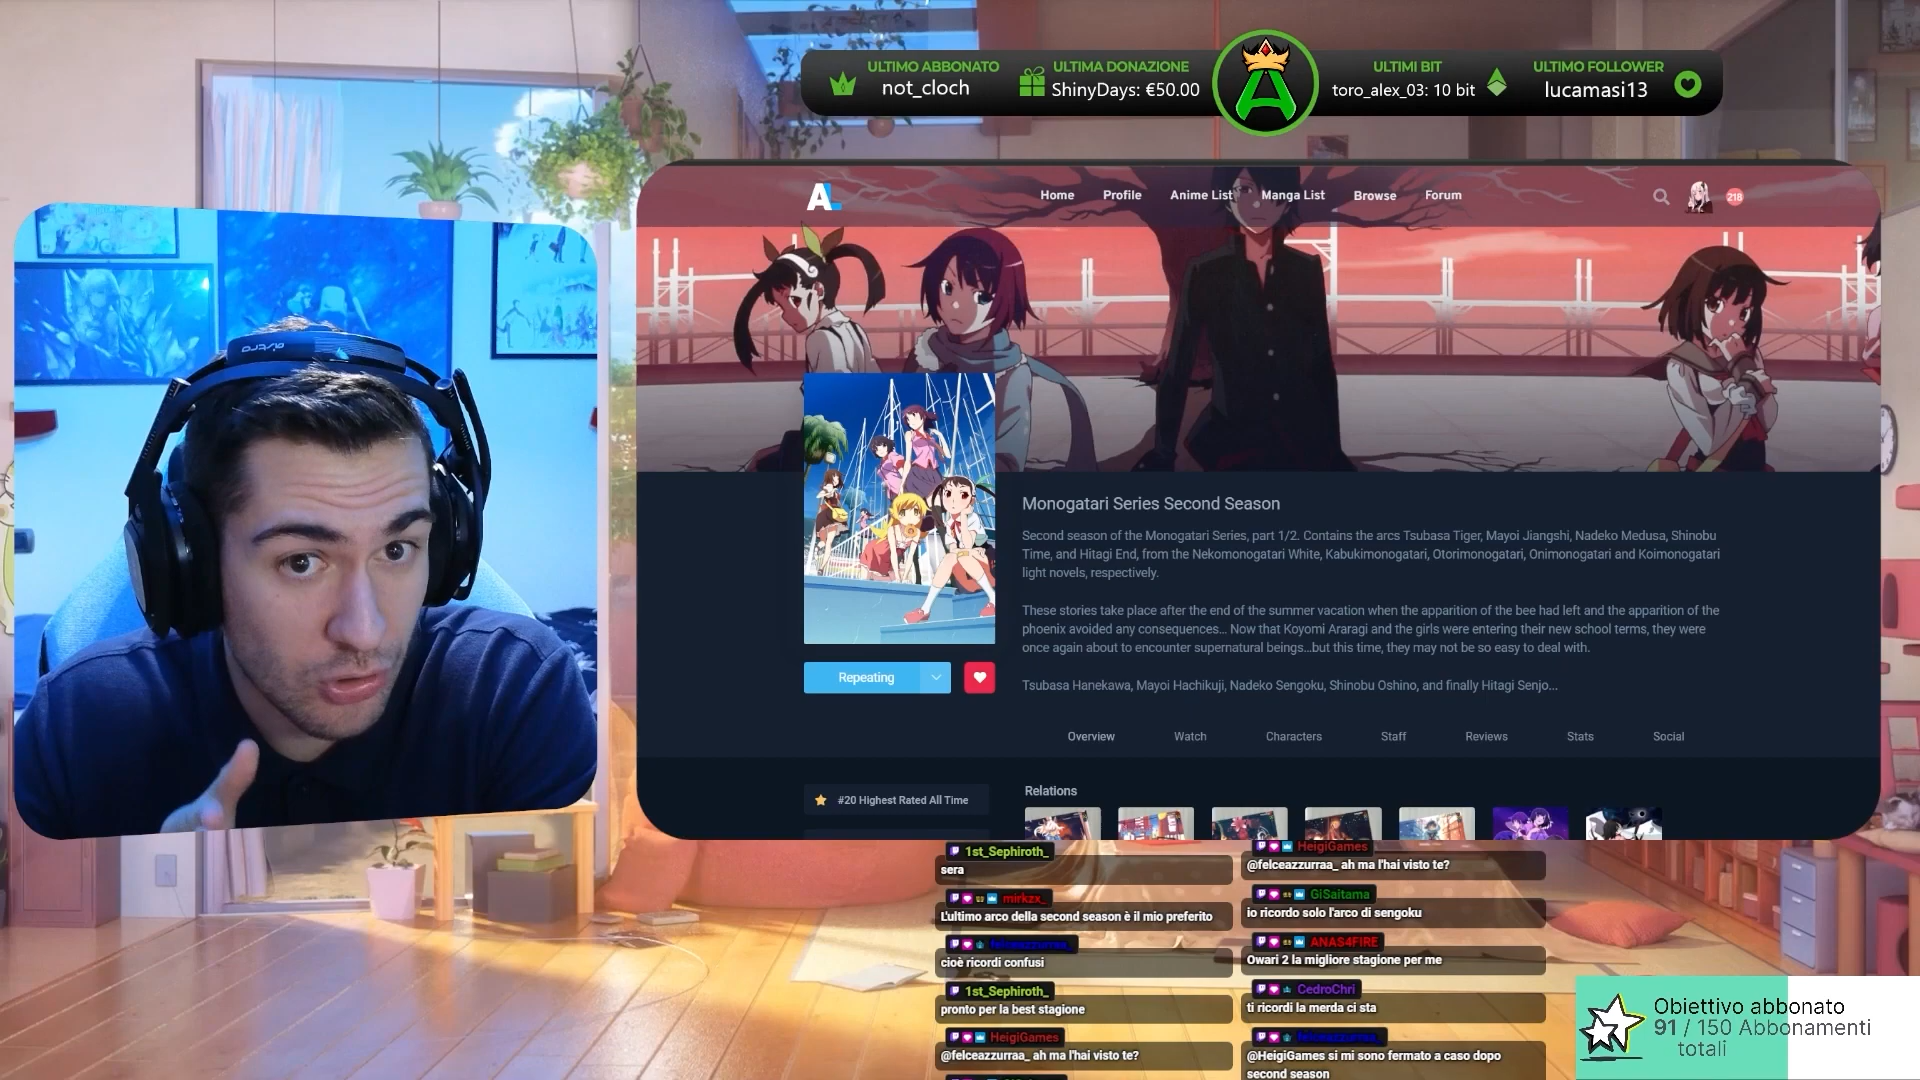 ULTIMO ABBONATO
not_cloch
ULTIMA DONAZIONE
ShinyDays: €50.00
ULTIMI BIT
toro_alex_03: 10 bit
ULTIMO FOLLOWER
lucamasi13
Home Profile Anime List Manga List Browse Forum
218
astro
Monogatari Series Second Season
Second season of the Monogatari Series, part 1/2. Contains the arcs Tsubasa Tiger, Mayoi Jiangshi, Nadeko Medusa, Shinobu
Time, and Hitagi End, from the Nekomonogatari White, Kabukimonogatari, Otorimonogatari, Onimonogatari and Koimonogatari
light novels, respectively.
These stories take place after the end of the summer vacation when the apparition of the bee had left and the apparition of the
phoenix avoided any consequences... Now that Koyomi Araragi and the girls were entering their new school terms, they were
once again about to encounter supernatural beings...but this time, they may not be so easy to deal with.
Tsubasa Hanekawa, Mayoi Hachikuji, Nadeko Sengoku, Shinobu Oshino, and finally Hitagi Senjo...
Repeating
Overview Watch Characters Staff Reviews Stats Social
#20 Highest Rated All Time
Relations
1st_Sephiroth_
sera
mirkzx_
L'ultimo arco della second season è il mio preferito
felceazzurraa_
cioè ricordi confusi
1st_Sephiroth_
pronto per la best stagione
HeigiGames
@felceazzurraa_ ah ma l'hai visto te?
HeigiGames
@felceazzurraa_ ah ma l'hai visto te?
GiSaitama
io ricordo solo l'arco di sengoku
ANAS4FIRE
Owari 2 la migliore stagione per me
CedroChri
ti ricordi la merda ci sta
felceazzurraa_
@HeigiGames si mi sono fermato a caso dopo
second season
Obiettivo abbonato
91 / 150 Abbonamenti
totali